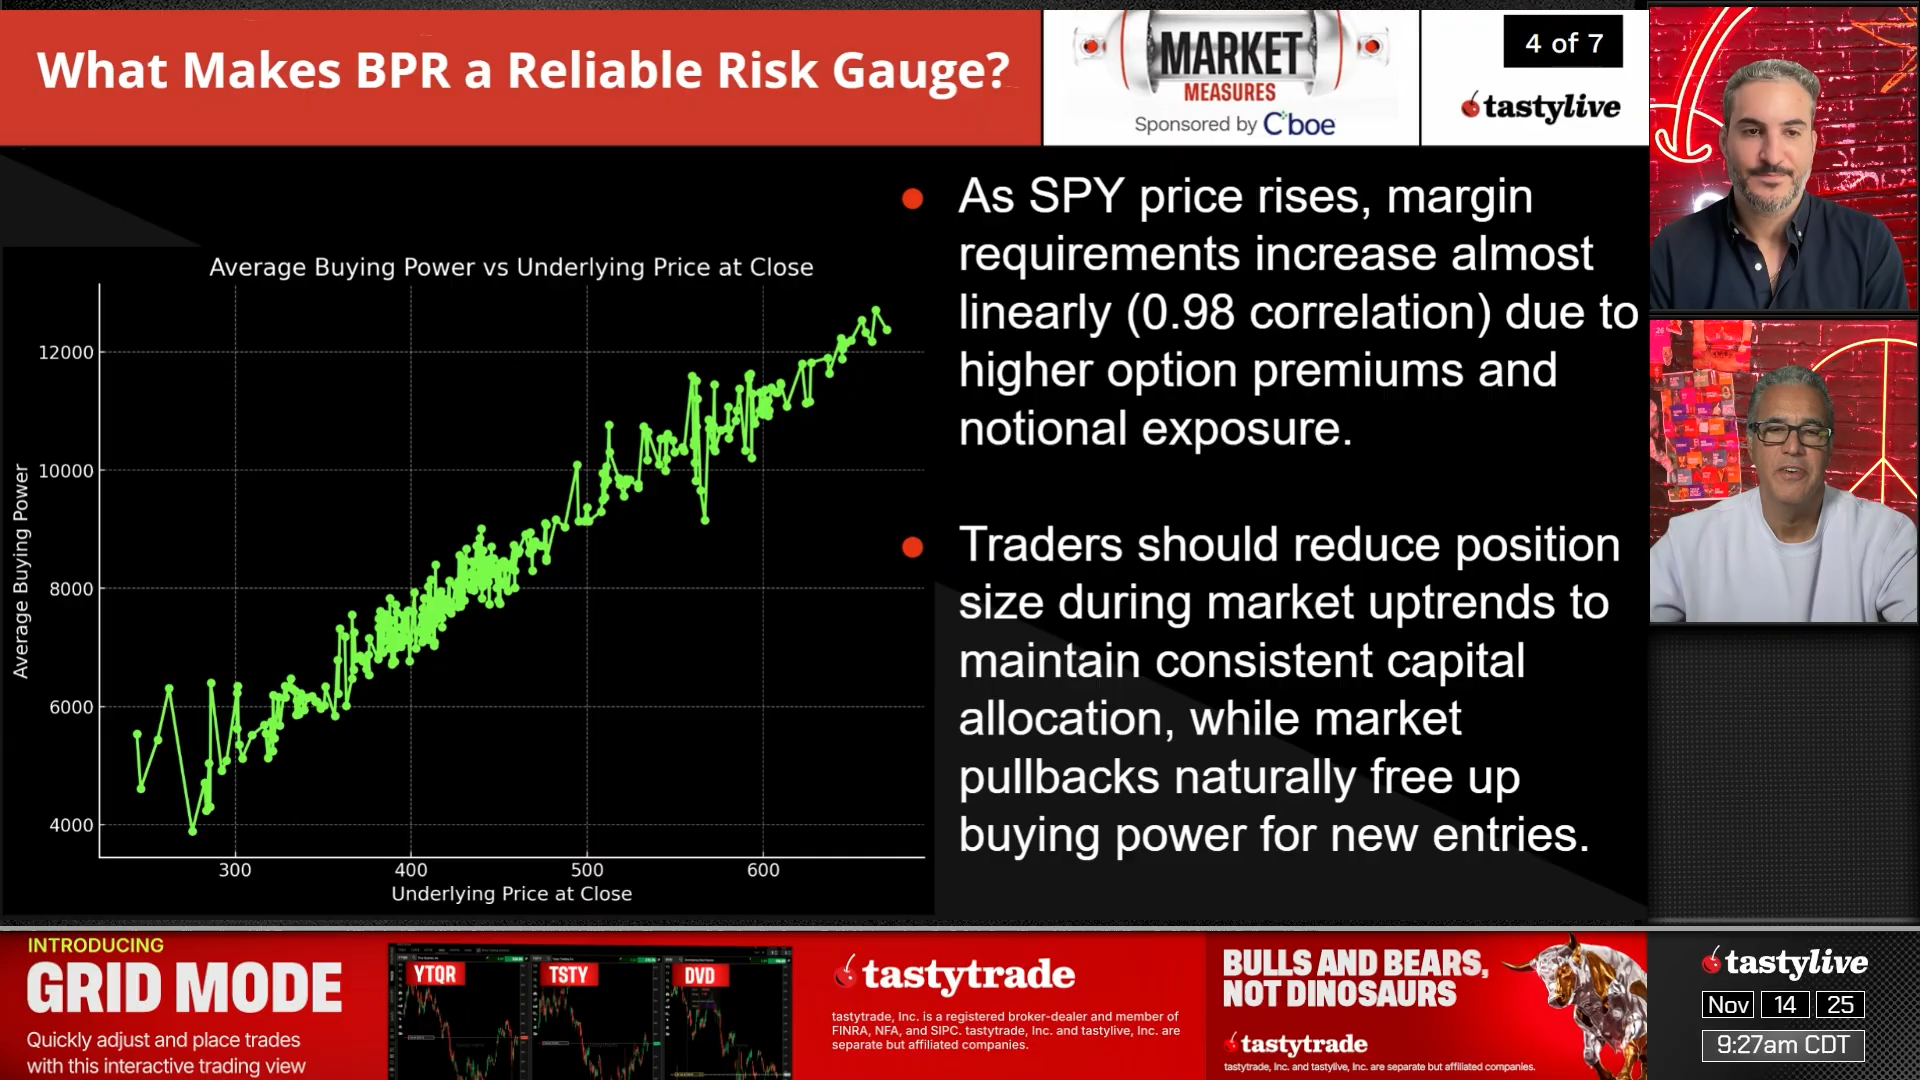 What Makes BPR a Reliable Risk Gauge?
MARKET
MEASURES
Sponsored by Cboe
4 of 7
tastylive
Average Buying Power vs Underlying Price at Close
Average Buying Power
12000
10000
8000
6000
4000
300
400
500
600
Underlying Price at Close
As SPY price rises, margin
requirements increase almost
linearly (0.98 correlation) due to
higher option premiums and
notional exposure.
Traders should reduce position
size during market uptrends to
maintain consistent capital
allocation, while market
pullbacks naturally free up
buying power for new entries.
INTRODUCING
GRID MODE
Quickly adjust and place trades
with this interactive trading view
YTQR
TSTY
DVD
tastytrade
tastytrade, Inc. is a registered broker-dealer and member of
FINRA, NFA, and SIPC. tastytrade, Inc. and tastylive, Inc. are
separate but affiliated companies.
BULLS AND BEARS,
NOT DINOSAURS
tastytrade
tastytrade, Inc. and tastylive, Inc. are separate but affiliated companies.
tastylive
Nov 14 25
9:27am CDT